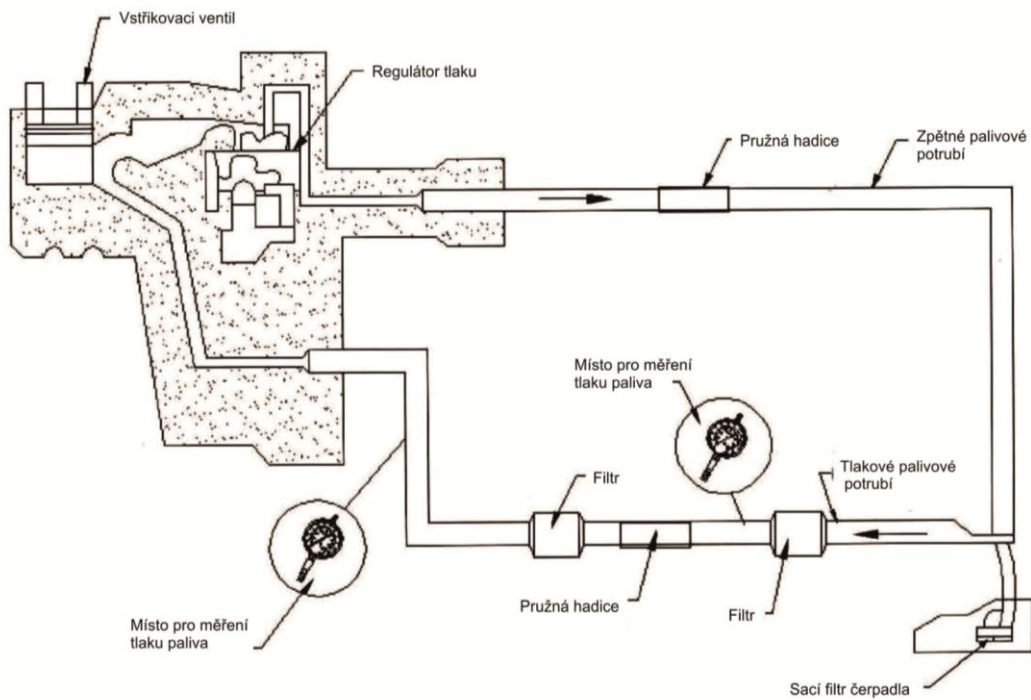 Vstřikovaci ventil
Regulátor tlaku
Pružná hadice
Zpětné palivové
potrubí
Místo pro měření
tlaku paliva
Filtr
Tlakové palivové
potrubí
Pružná hadice
Filtr
Místo pro měření
tlaku paliva
Sací filtr čerpadla